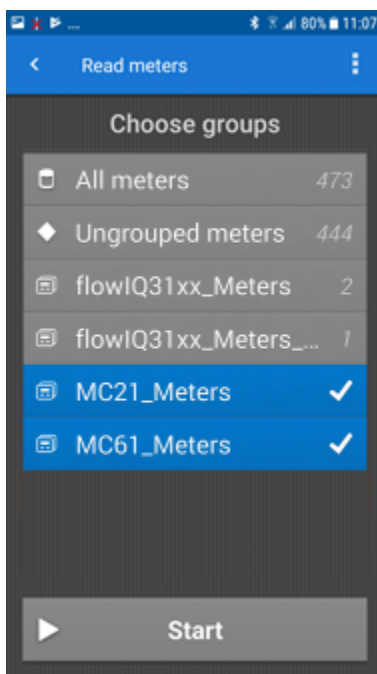 ... 80% 11:07
Read meters
Choose groups
All meters 473
Ungrouped meters 444
flowIQ31xx_Meters 2
flowIQ31xx_Meters_... 1
MC21_Meters
MC61_Meters
Start